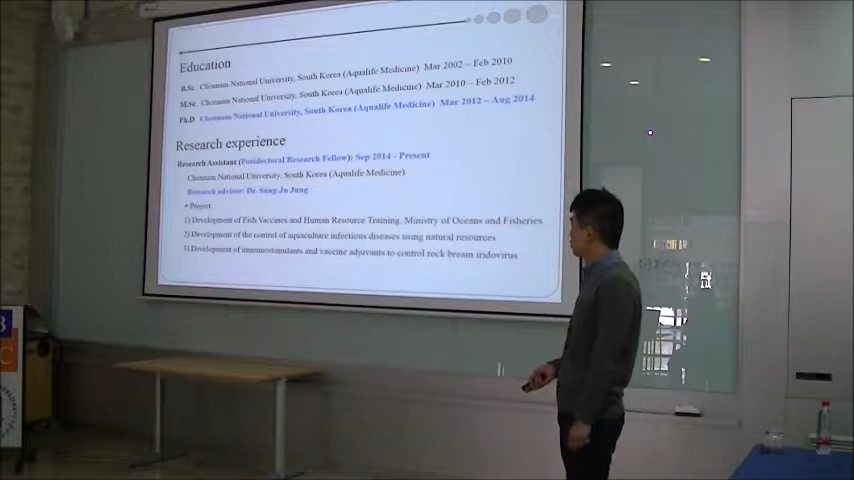 Education
B.Sc. Chonnam National University, South Korea (Aqualife Medicine) Mar 2002 – Feb 2010
M.Sc. Chonnam National University, South Korea (Aqualife Medicine) Mar 2010 – Feb 2012
Ph.D. Chonnam National University, South Korea (Aqualife Medicine) Mar 2012 – Aug 2014
Research experience
Research Assistant (Postdoctoral Research Fellow): Sep 2014 - Present
Chonnam National University, South Korea (Aqualife Medicine)
Research advisor: Dr. Sung-Ju Jung
Project
1) Development of Fish Vaccines and Human Resource Training, Ministry of Oceans and Fisheries
2) Development of the control of aquaculture infectious diseases using natural resources
3) Development of immunostimulants and vaccine adjuvants to control rock bream iridovirus
B
C